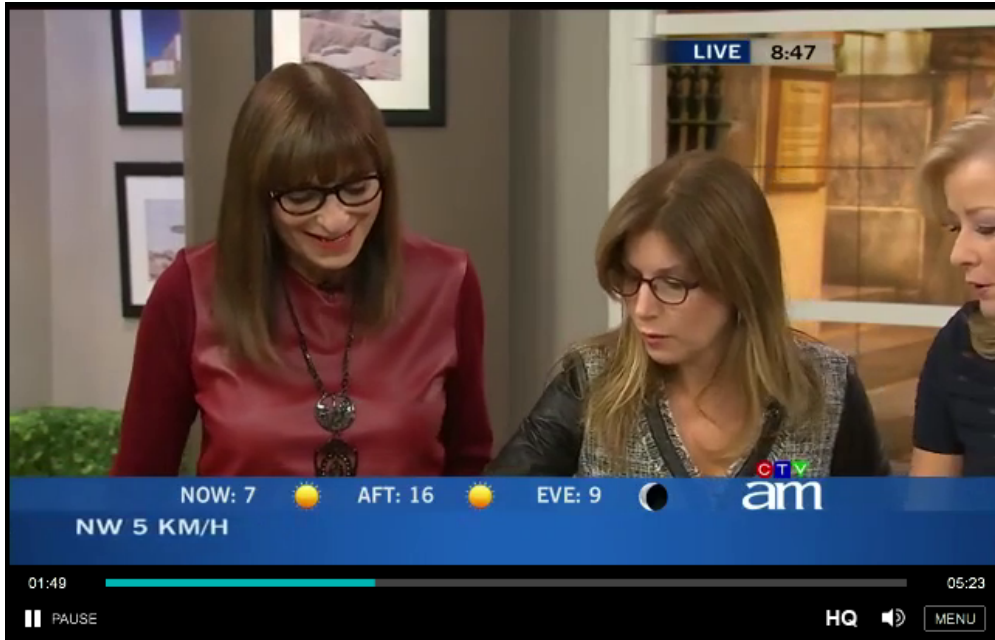 LIVE 8:47
NOW: 7 AFT: 16 EVE: 9
CTV
am
NW 5 KM/H
01:49 05:23
PAUSE HQ MENU